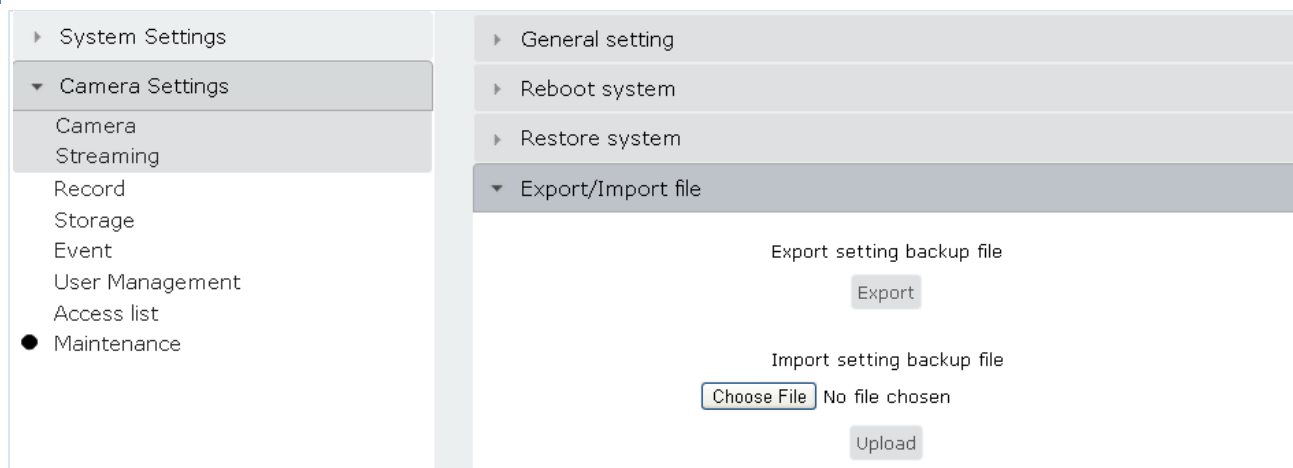 System Settings
Camera Settings
Camera
Streaming
Record
Storage
Event
User Management
Access list
Maintenance
General setting
Reboot system
Restore system
Export/Import file
Export setting backup file
Export
Import setting backup file
Choose File No file chosen
Upload